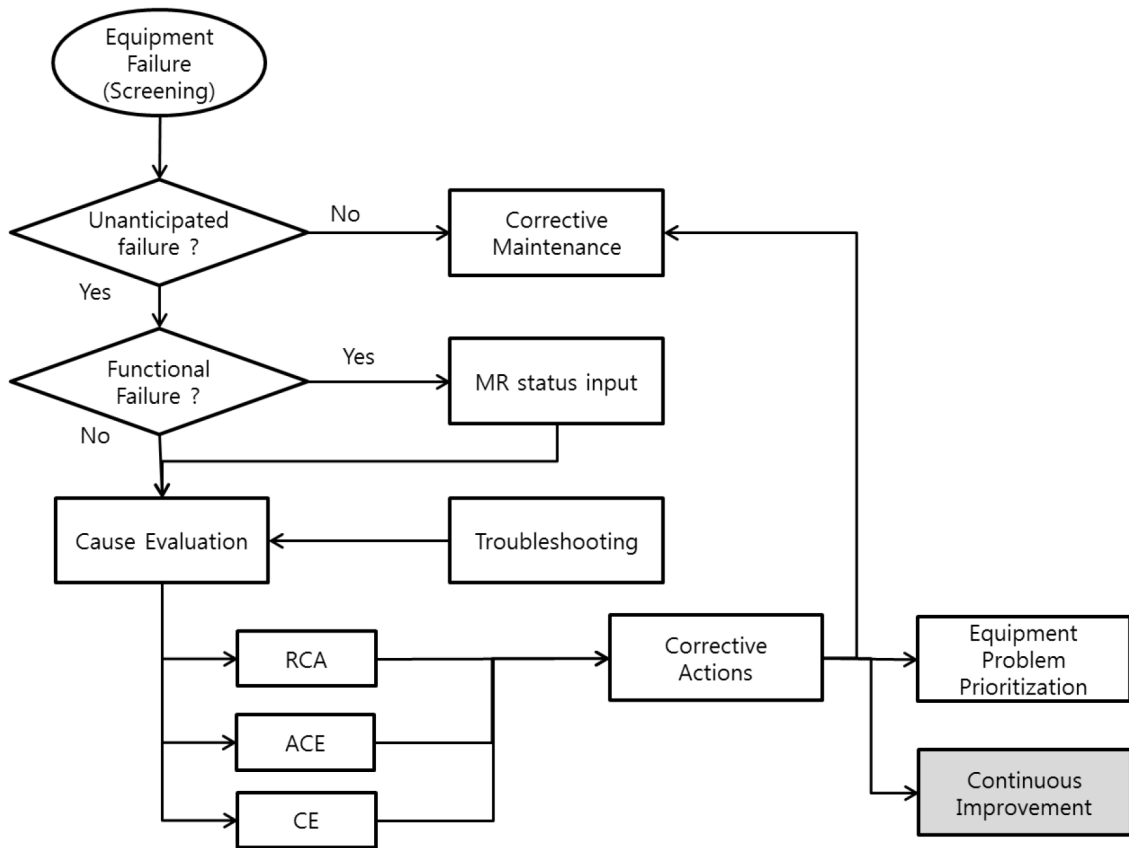 Equipment
Failure
(Screening)
Unanticipated
failure ?
No
Corrective
Maintenance
Yes
Functional
Failure ?
Yes
MR status input
No
Cause Evaluation
Troubleshooting
RCA
Corrective
Actions
Equipment
Problem
Prioritization
ACE
Continuous
Improvement
CE